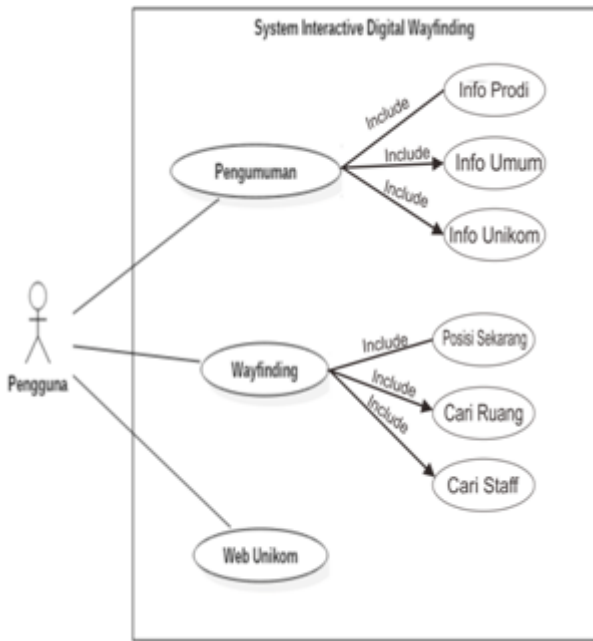 System Interactive Digital Wayfinding
Info Prodi
Include
Pengumuman
Include
Info Umum
Include
Info Unikom
Pengguna
Include
Posisi Sekarang
Wayfinding
Include
Cari Ruang
Include
Cari Staff
Web Unikom